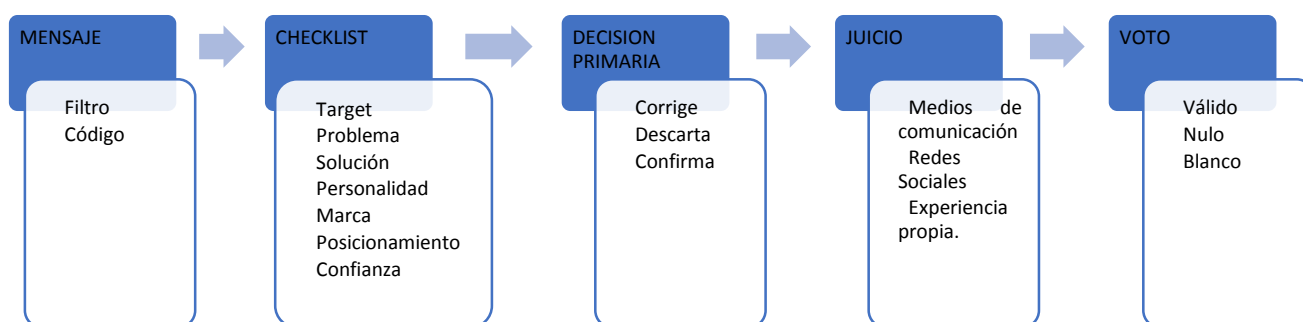 MENSAJE
Filtro
Código
CHECKLIST
Target
Problema
Solución
Personalidad
Marca
Posicionamiento
Confianza
DECISION
PRIMARIA
Corrige
Descarta
Confirma
JUICIO
Medios de
comunicación
Redes
Sociales
Experiencia
propia.
VOTO
Válido
Nulo
Blanco